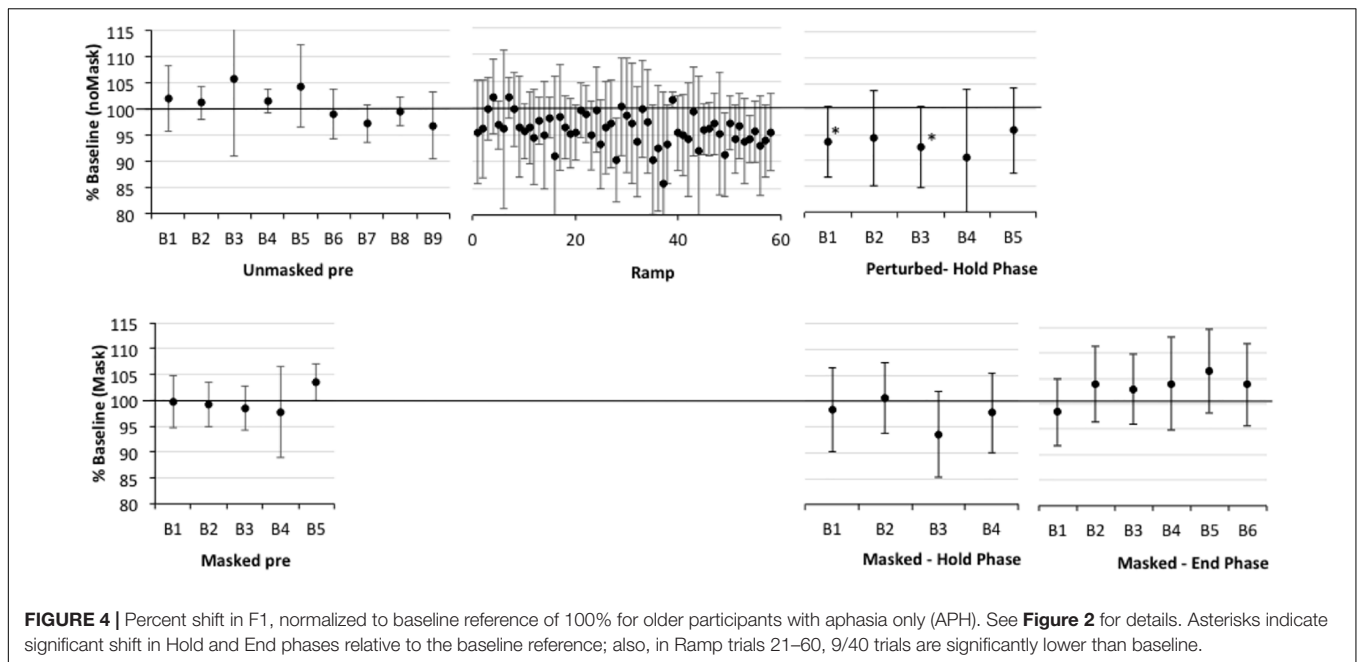 115
110
105
100
95
90
85
80
% Baseline (noMask)
B1 B2 B3 B4 B5 B6 B7 B8 B9
Unmasked pre
0 20 40 60
Ramp
* *
B1 B2 B3 B4 B5
Perturbed- Hold Phase
115
110
105
100
95
90
85
80
% Baseline (Mask)
B1 B2 B3 B4 B5
Masked pre
B1 B2 B3 B4
Masked - Hold Phase
B1 B2 B3 B4 B5 B6
Masked - End Phase
FIGURE 4 | Percent shift in F1, normalized to baseline reference of 100% for older participants with aphasia only (APH). See Figure 2 for details. Asterisks indicate
significant shift in Hold and End phases relative to the baseline reference; also, in Ramp trials 21–60, 9/40 trials are significantly lower than baseline.